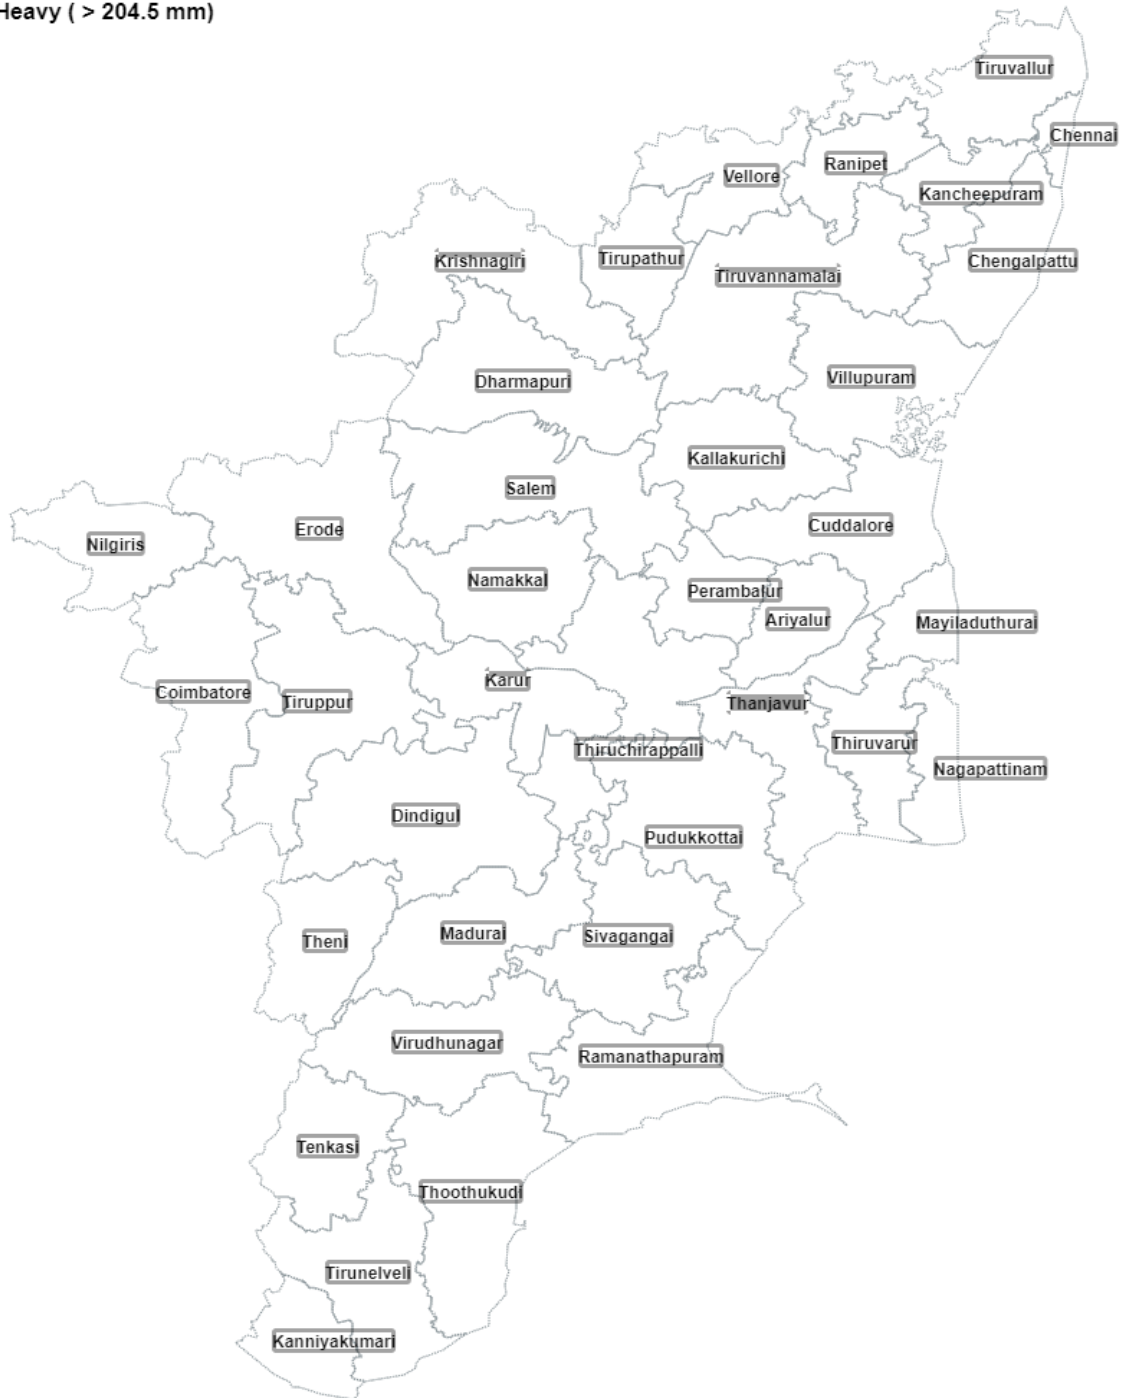 Heavy ( > 204.5 mm)
Tiruvallur
Chennai
Ranipet
Vellore
Kancheepuram
Tirupathur
Krishnagiri
Chengalpattu
Tiruvannamalai
Villupuram
Dharmapuri
Kallakurichi
Salem
Cuddalore
Erode
Nilgiris
Namakkal
Perambalur
Ariyalur
Mayiladuthurai
Karur
Coimbatore
Tiruppur
Thanjavur
Thiruvarur
Thiruchirappalli
Nagapattinam
Dindigul
Pudukkottai
Madurai
Sivagangai
Theni
Virudhunagar
Ramanathapuram
Tenkasi
Thoothukudi
Tirunelveli
Kanniyakumari